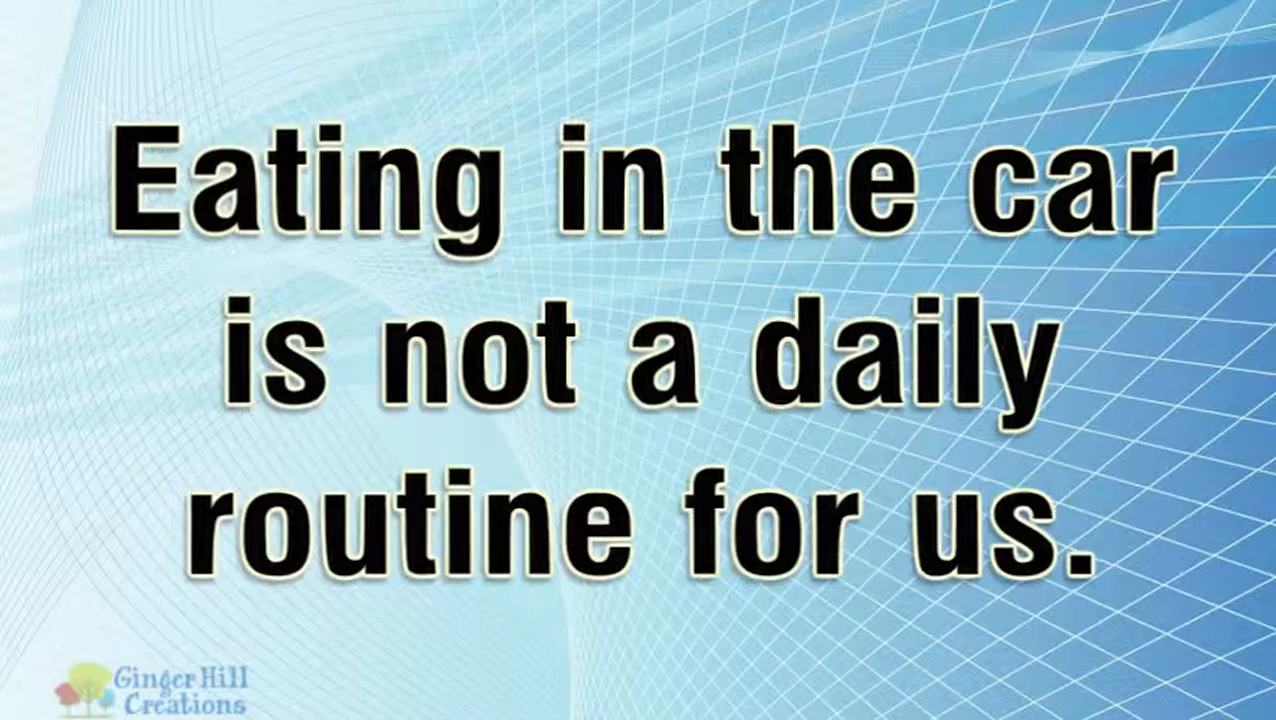 Eating in the car
is not a daily
routine for us.
Ginger Hill
Creations